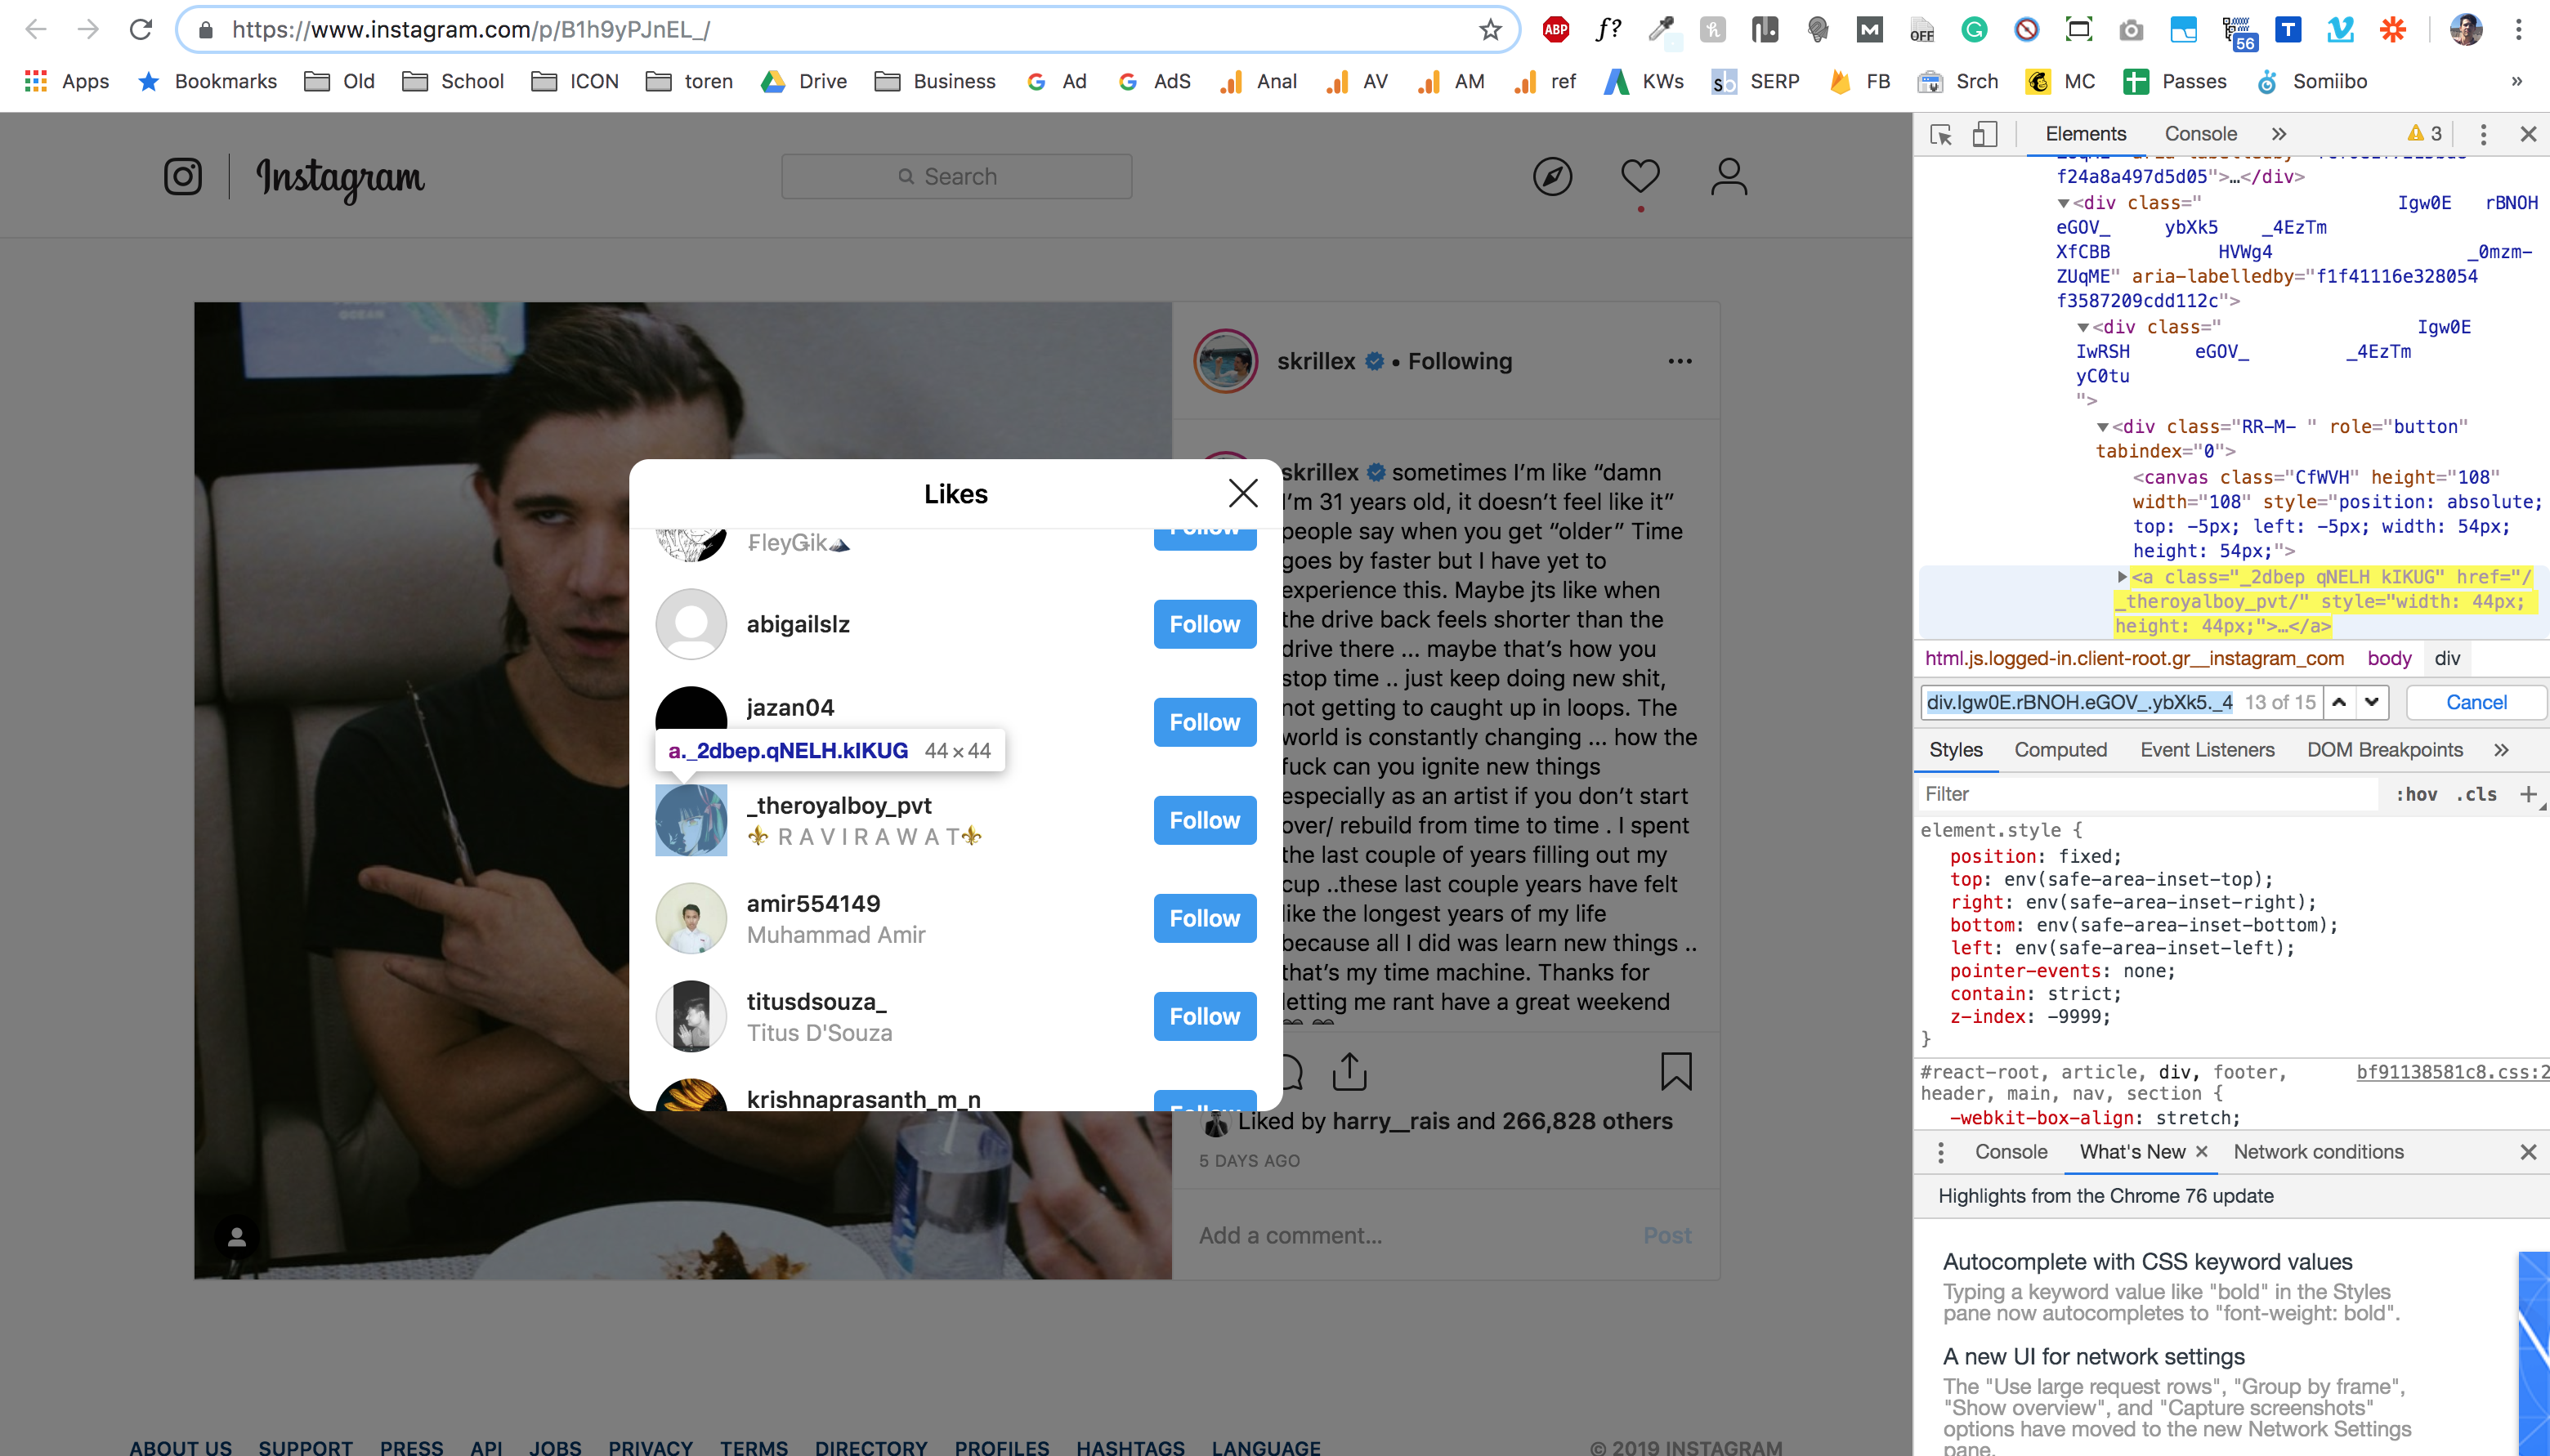 https://www.instagram.com/p/B1h9yPJnEL_/
ABP
f?
OFF
56
Apps
Bookmarks
Old
School
ICON
toren
Drive
Business
Ad
AdS
Anal
AV
AM
ref
KWs
SERP
FB
Srch
MC
Passes
Somiibo
»
Instagram
Search
skrillex • Following
skrillex sometimes I’m like “damn
I’m 31 years old, it doesn’t feel like it”
people say when you get “older” Time
goes by faster but I have yet to
experience this. Maybe jts like when
the drive back feels shorter than the
drive there ... maybe that’s how you
stop time .. just keep doing new shit,
not getting to caught up in loops. The
world is constantly changing ... how the
fuck can you ignite new things
especially as an artist if you don’t start
over/ rebuild from time to time . I spent
the last couple of years filling out my
cup ..these last couple years have felt
like the longest years of my life
because all I did was learn new things ..
that’s my time machine. Thanks for
letting me rant have a great weekend
Liked by harry__rais and 266,828 others
5 DAYS AGO
Add a comment...
Post
Likes
₣leyGik🗻
Follow
abigailslz
Follow
jazan04
Follow
a._2dbep.qNELH.kIKUG 44×44
_theroyalboy_pvt
⚜️ R A V I R A W A T⚜️
Follow
amir554149
Muhammad Amir
Follow
titusdsouza_
Titus D'Souza
Follow
krishnaprasanth_m_n
Follow
ABOUT US
SUPPORT
PRESS
API
JOBS
PRIVACY
TERMS
DIRECTORY
PROFILES
HASHTAGS
LANGUAGE
© 2019 INSTAGRAM
Elements
Console
»
3
f24a8a497d5d05">…</div>
<div class=" Igw0E rBNOH
eGOV_ ybXk5 _4EzTm
XfCBB HVWg4 _0mzm-
ZUqME" aria-labelledby="f1f41116e328054
f3587209cdd112c">
<div class=" Igw0E
IwRSH eGOV_ _4EzTm
yC0tu
">
<div class="RR-M- " role="button"
tabindex="0">
<canvas class="CfWVH" height="108"
width="108" style="position: absolute;
top: -5px; left: -5px; width: 54px;
height: 54px;">
<a class="_2dbep qNELH kIKUG" href="/
_theroyalboy_pvt/" style="width: 44px;
height: 44px;">…</a>
html.js.logged-in.client-root.gr__instagram_com body div
div.Igw0E.rBNOH.eGOV_.ybXk5._4
13 of 15
Cancel
Styles
Computed
Event Listeners
DOM Breakpoints
»
Filter
:hov .cls +
element.style {
position: fixed;
top: env(safe-area-inset-top);
right: env(safe-area-inset-right);
bottom: env(safe-area-inset-bottom);
left: env(safe-area-inset-left);
pointer-events: none;
contain: strict;
z-index: -9999;
}
#react-root, article, div, footer, bf91138581c8.css:2
header, main, nav, section {
-webkit-box-align: stretch;
Console
What's New ×
Network conditions
Highlights from the Chrome 76 update
Autocomplete with CSS keyword values
Typing a keyword value like "bold" in the Styles
pane now autocompletes to "font-weight: bold".
A new UI for network settings
The "Use large request rows", "Group by frame",
"Show overview", and "Capture screenshots"
options have moved to the new Network Settings
pane.